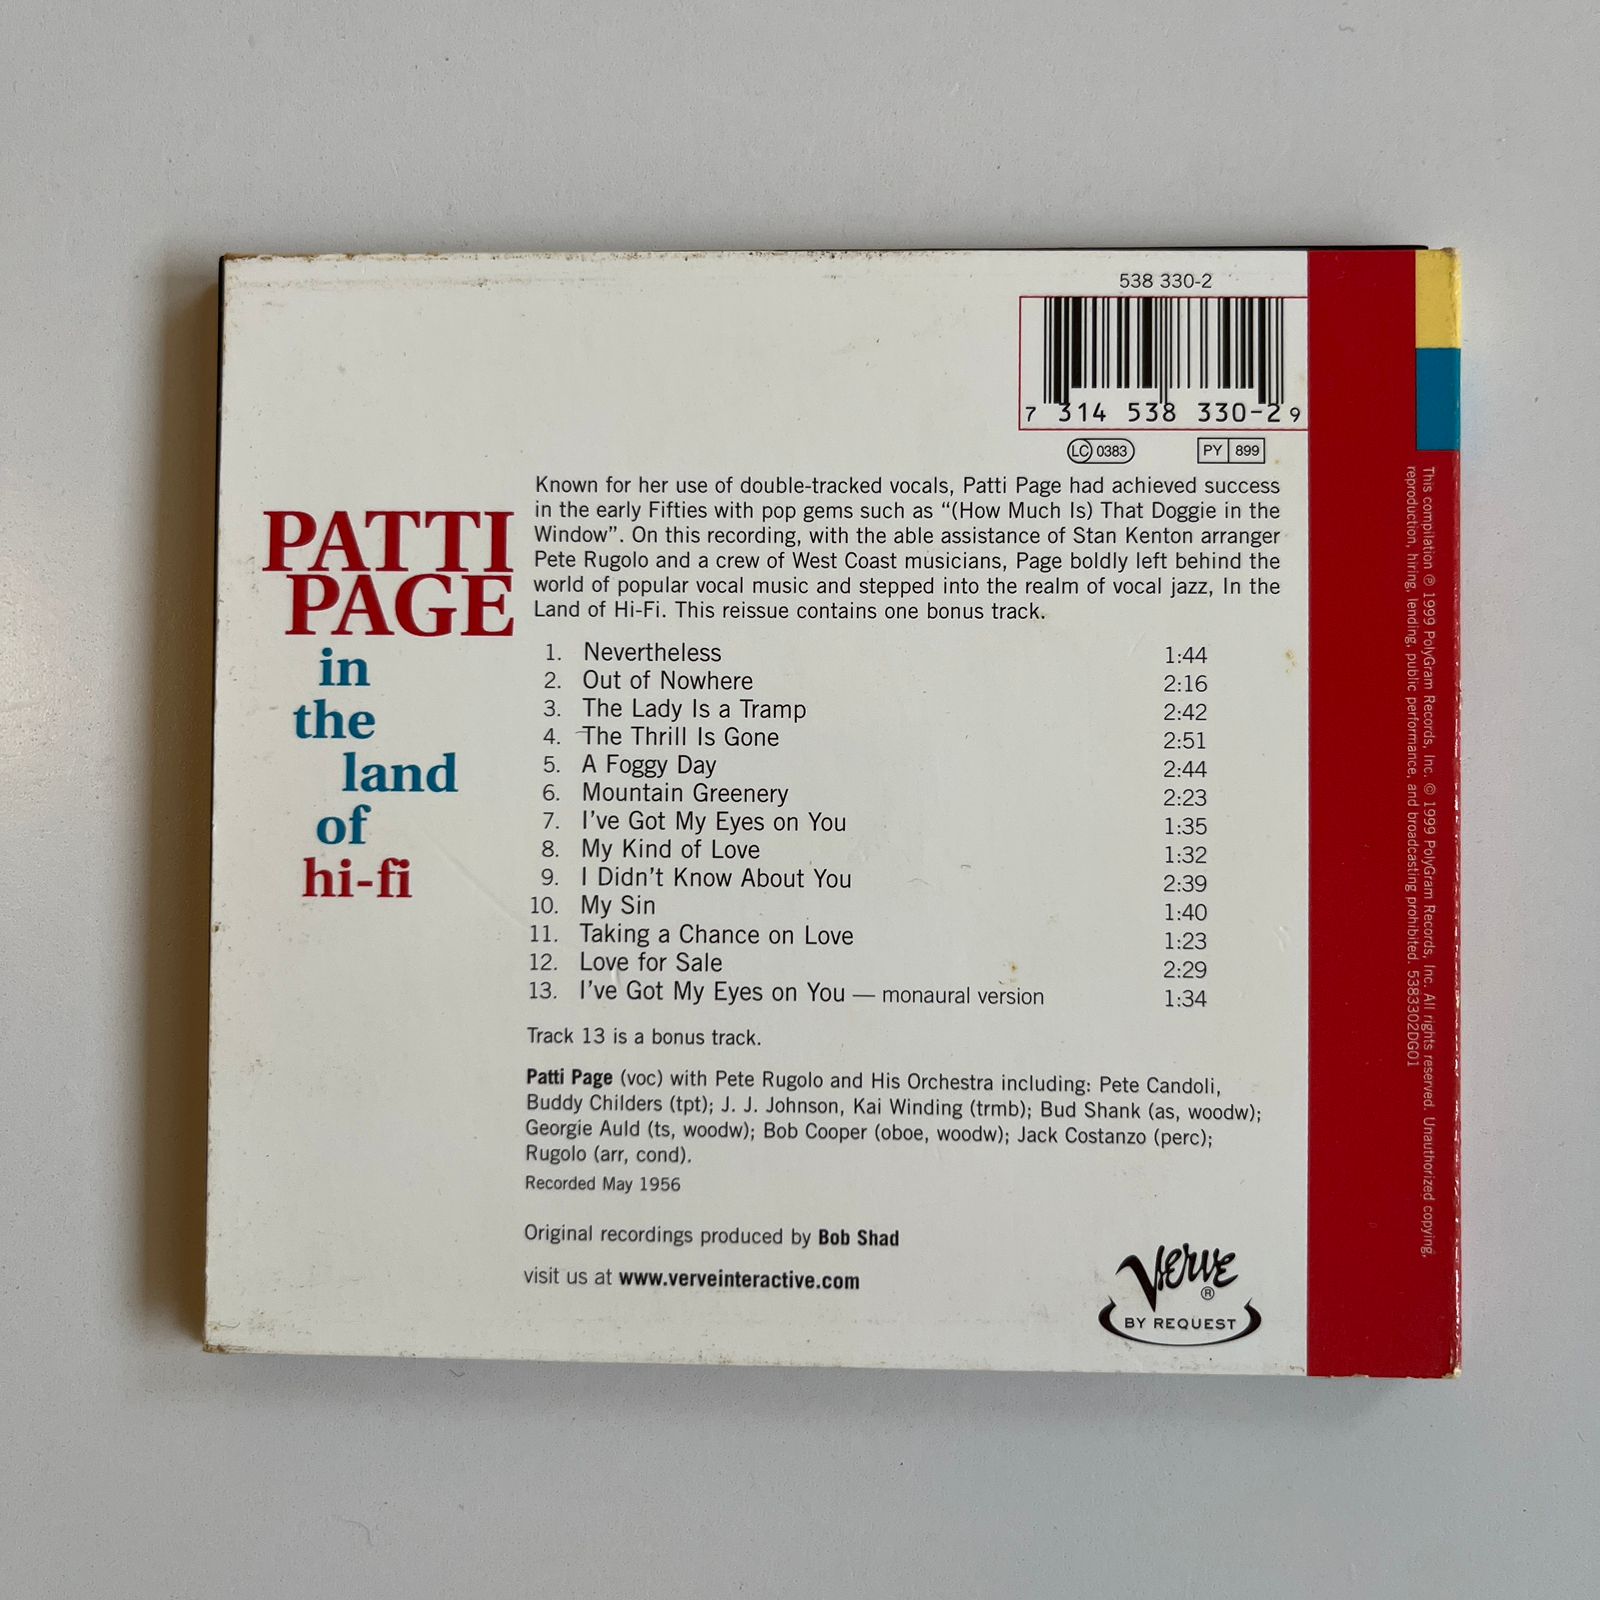 538 330-2
7 314 538 330-2 9
LC 0383
PY 899
Known for her use of double-tracked vocals, Patti Page had achieved success
in the early Fifties with pop gems such as “(How Much Is) That Doggie in the
Window”. On this recording, with the able assistance of Stan Kenton arranger
Pete Rugolo and a crew of West Coast musicians, Page boldly left behind the
world of popular vocal music and stepped into the realm of vocal jazz, In the
Land of Hi-Fi. This reissue contains one bonus track.
PATTI
PAGE
in
the
land
of
hi-fi
1. Nevertheless 1:44
2. Out of Nowhere 2:16
3. The Lady Is a Tramp 2:42
4. The Thrill Is Gone 2:51
5. A Foggy Day 2:44
6. Mountain Greenery 2:23
7. I’ve Got My Eyes on You 1:35
8. My Kind of Love 1:32
9. I Didn’t Know About You 2:39
10. My Sin 1:40
11. Taking a Chance on Love 1:23
12. Love for Sale 2:29
13. I’ve Got My Eyes on You — monaural version 1:34
Track 13 is a bonus track.
Patti Page (voc) with Pete Rugolo and His Orchestra including: Pete Candoli,
Buddy Childers (tpt); J. J. Johnson, Kai Winding (trmb); Bud Shank (as, woodw);
Georgie Auld (ts, woodw); Bob Cooper (oboe, woodw); Jack Costanzo (perc);
Rugolo (arr, cond).
Recorded May 1956
Original recordings produced by Bob Shad
visit us at www.verveinteractive.com
Verve ®
BY REQUEST
This compilation ℗ 1999 PolyGram Records, Inc. © 1999 PolyGram Records, Inc. All rights reserved. Unauthorized copying,
reproduction, hiring, lending, public performance, and broadcasting prohibited. 5383302DG01